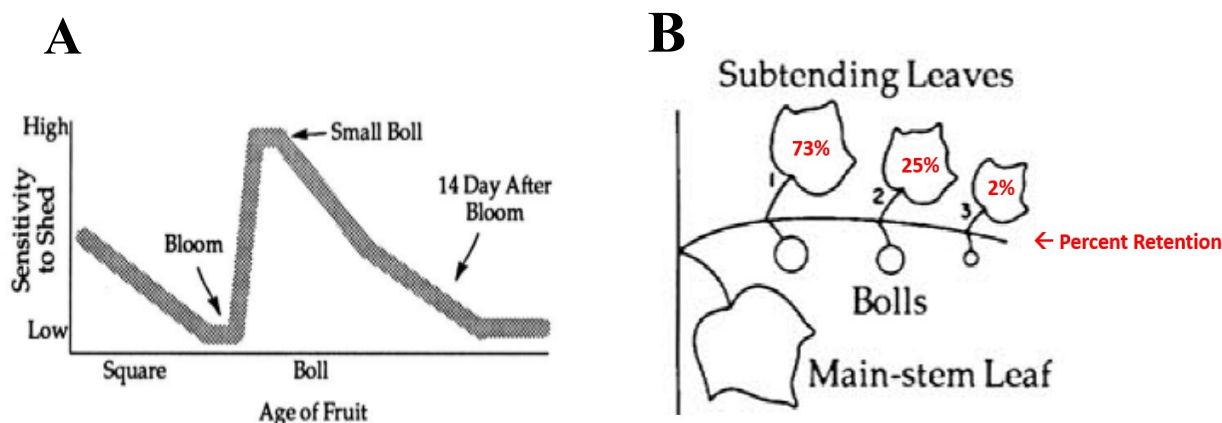 A
High
Sensitivity
to Shed
Low
Small Boll
14 Day After
Bloom
Bloom
Square
Boll
Age of Fruit
B
Subtending Leaves
73%
25%
2%
1
2
3
← Percent Retention
Bolls
Main-stem Leaf